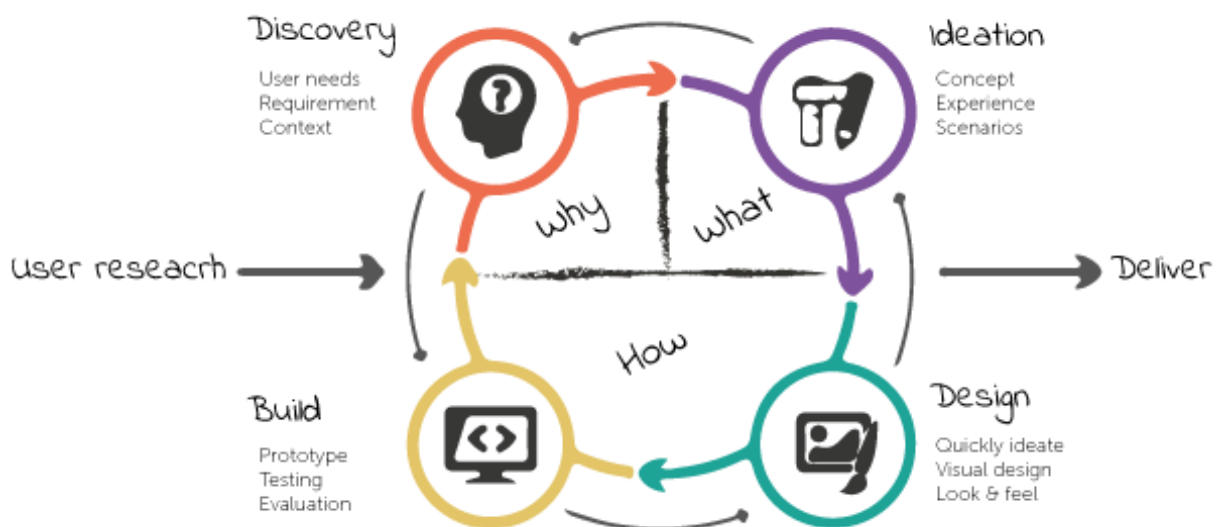 Discovery
User needs
Requirement
Context
Ideation
Concept
Experience
Scenarios
Why
What
User reseacrh
Deliver
How
Build
Prototype
Testing
Evaluation
Design
Quickly ideate
Visual design
Look & feel
?
< >